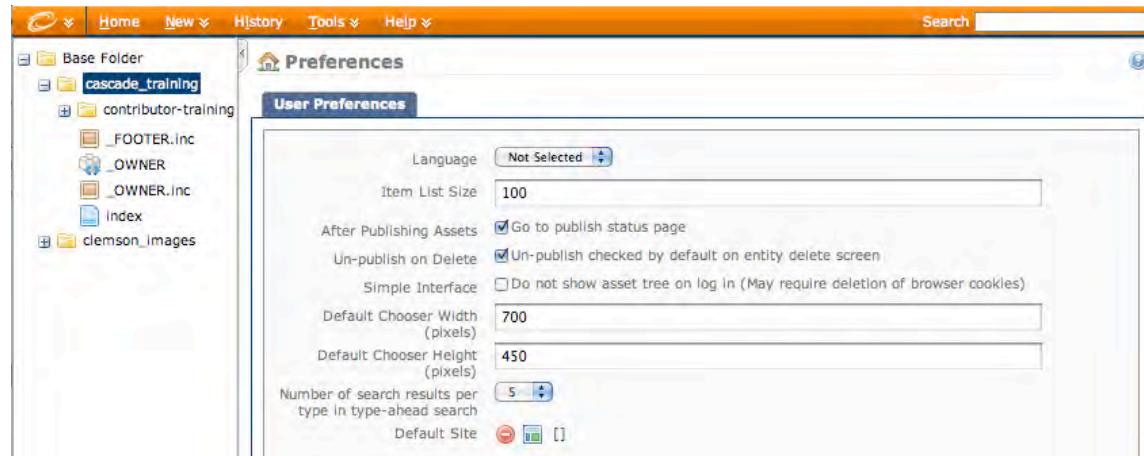 Home New History Tools Help Search
Base Folder
cascade_training
contributor-training
_FOOTER.inc
_OWNER
_OWNER.inc
index
clemson_images
Preferences
User Preferences
Language Not Selected
Item List Size 100
After Publishing Assets Go to publish status page
Un-publish on Delete Un-publish checked by default on entity delete screen
Simple Interface Do not show asset tree on log in (May require deletion of browser cookies)
Default Chooser Width
(pixels)
700
Default Chooser Height
(pixels)
450
Number of search results per
type in type-ahead search
5
Default Site []